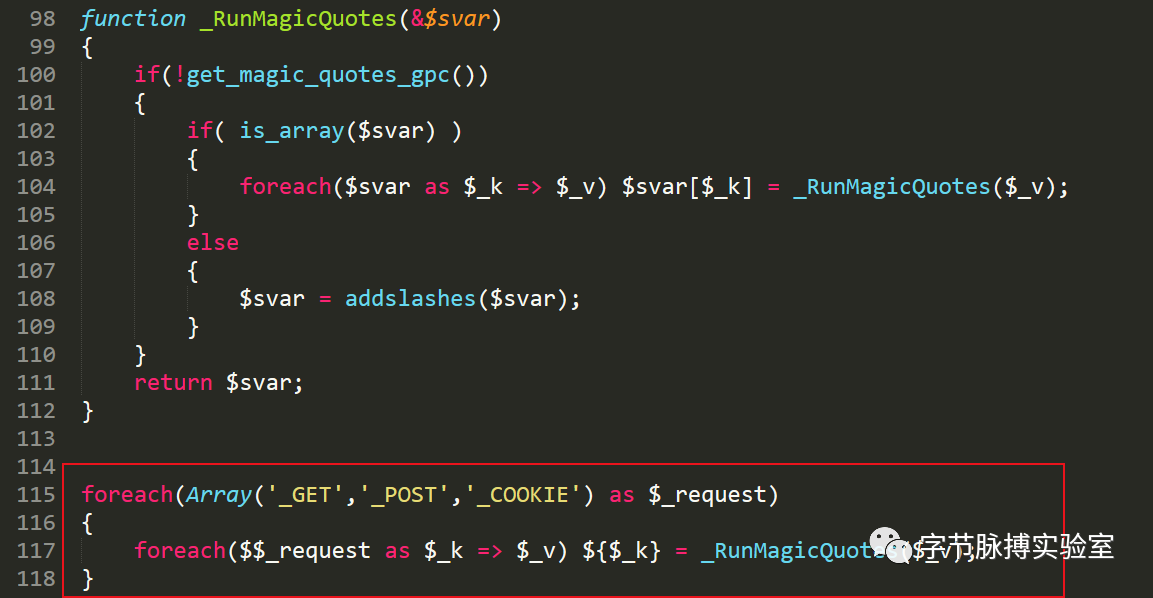 98 function _RunMagicQuotes(&$svar)
99 {
100 if(!get_magic_quotes_gpc())
101 {
102 if( is_array($svar) )
103 {
104 foreach($svar as $_k => $_v) $svar[$_k] = _RunMagicQuotes($_v);
105 }
106 else
107 {
108 $svar = addslashes($svar);
109 }
110 }
111 return $svar;
112 }
113
114
115 foreach(Array('_GET','_POST','_COOKIE') as $_request)
116 {
117 foreach($$_request as $_k => $_v) ${$_k} = _RunMagicQuotes($_v);
字节脉搏实验室
118 }